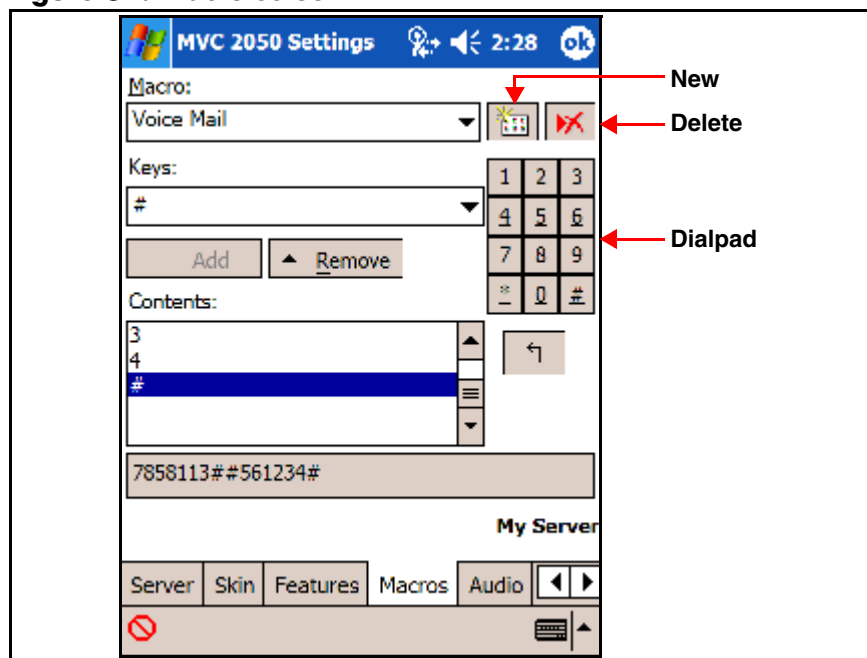 MVC 2050 Settings 2:28 ok
Macro:
New
Voice Mail
Delete
Keys:
1 2 3
#
4 5 6
Dialpad
Add Remove
7 8 9
* 0 #
Contents:
3
4
#
7858113##561234#
My Server
Server Skin Features Macros Audio